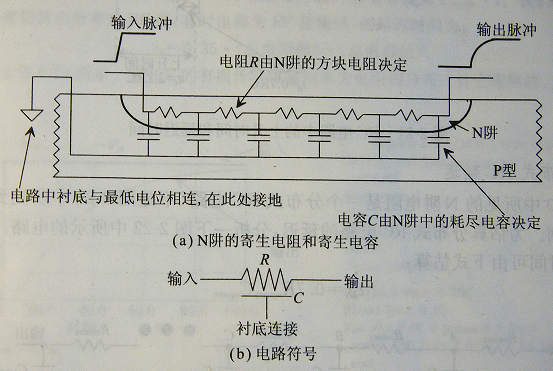 输入脉冲
输出脉冲
电阻R由N阱的方块电阻决定
N阱
P型
电路中衬底与最低电位相连,在此处接地
电容C由N阱中的耗尽电容决定
(a) N阱的寄生电阻和寄生电容
R
输入
输出
C
衬底连接
(b) 电路符号